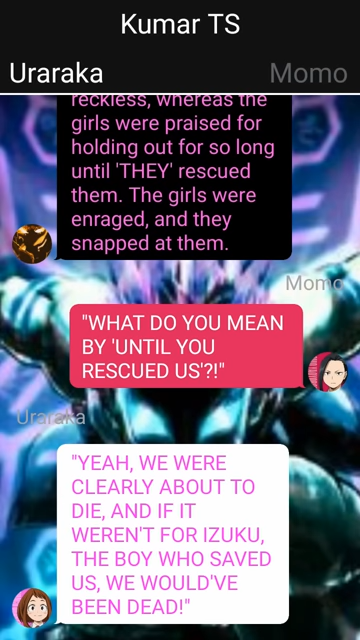 Kumar TS
Uraraka Momo
reckless, whereas the
girls were praised for
holding out for so long
until 'THEY' rescued
them. The girls were
enraged, and they
snapped at them.
Momo
"WHAT DO YOU MEAN
BY 'UNTIL YOU
RESCUED US'?!"
Uraraka
"YEAH, WE WERE
CLEARLY ABOUT TO
DIE, AND IF IT
WEREN'T FOR IZUKU,
THE BOY WHO SAVED
US, WE WOULD'VE
BEEN DEAD!"